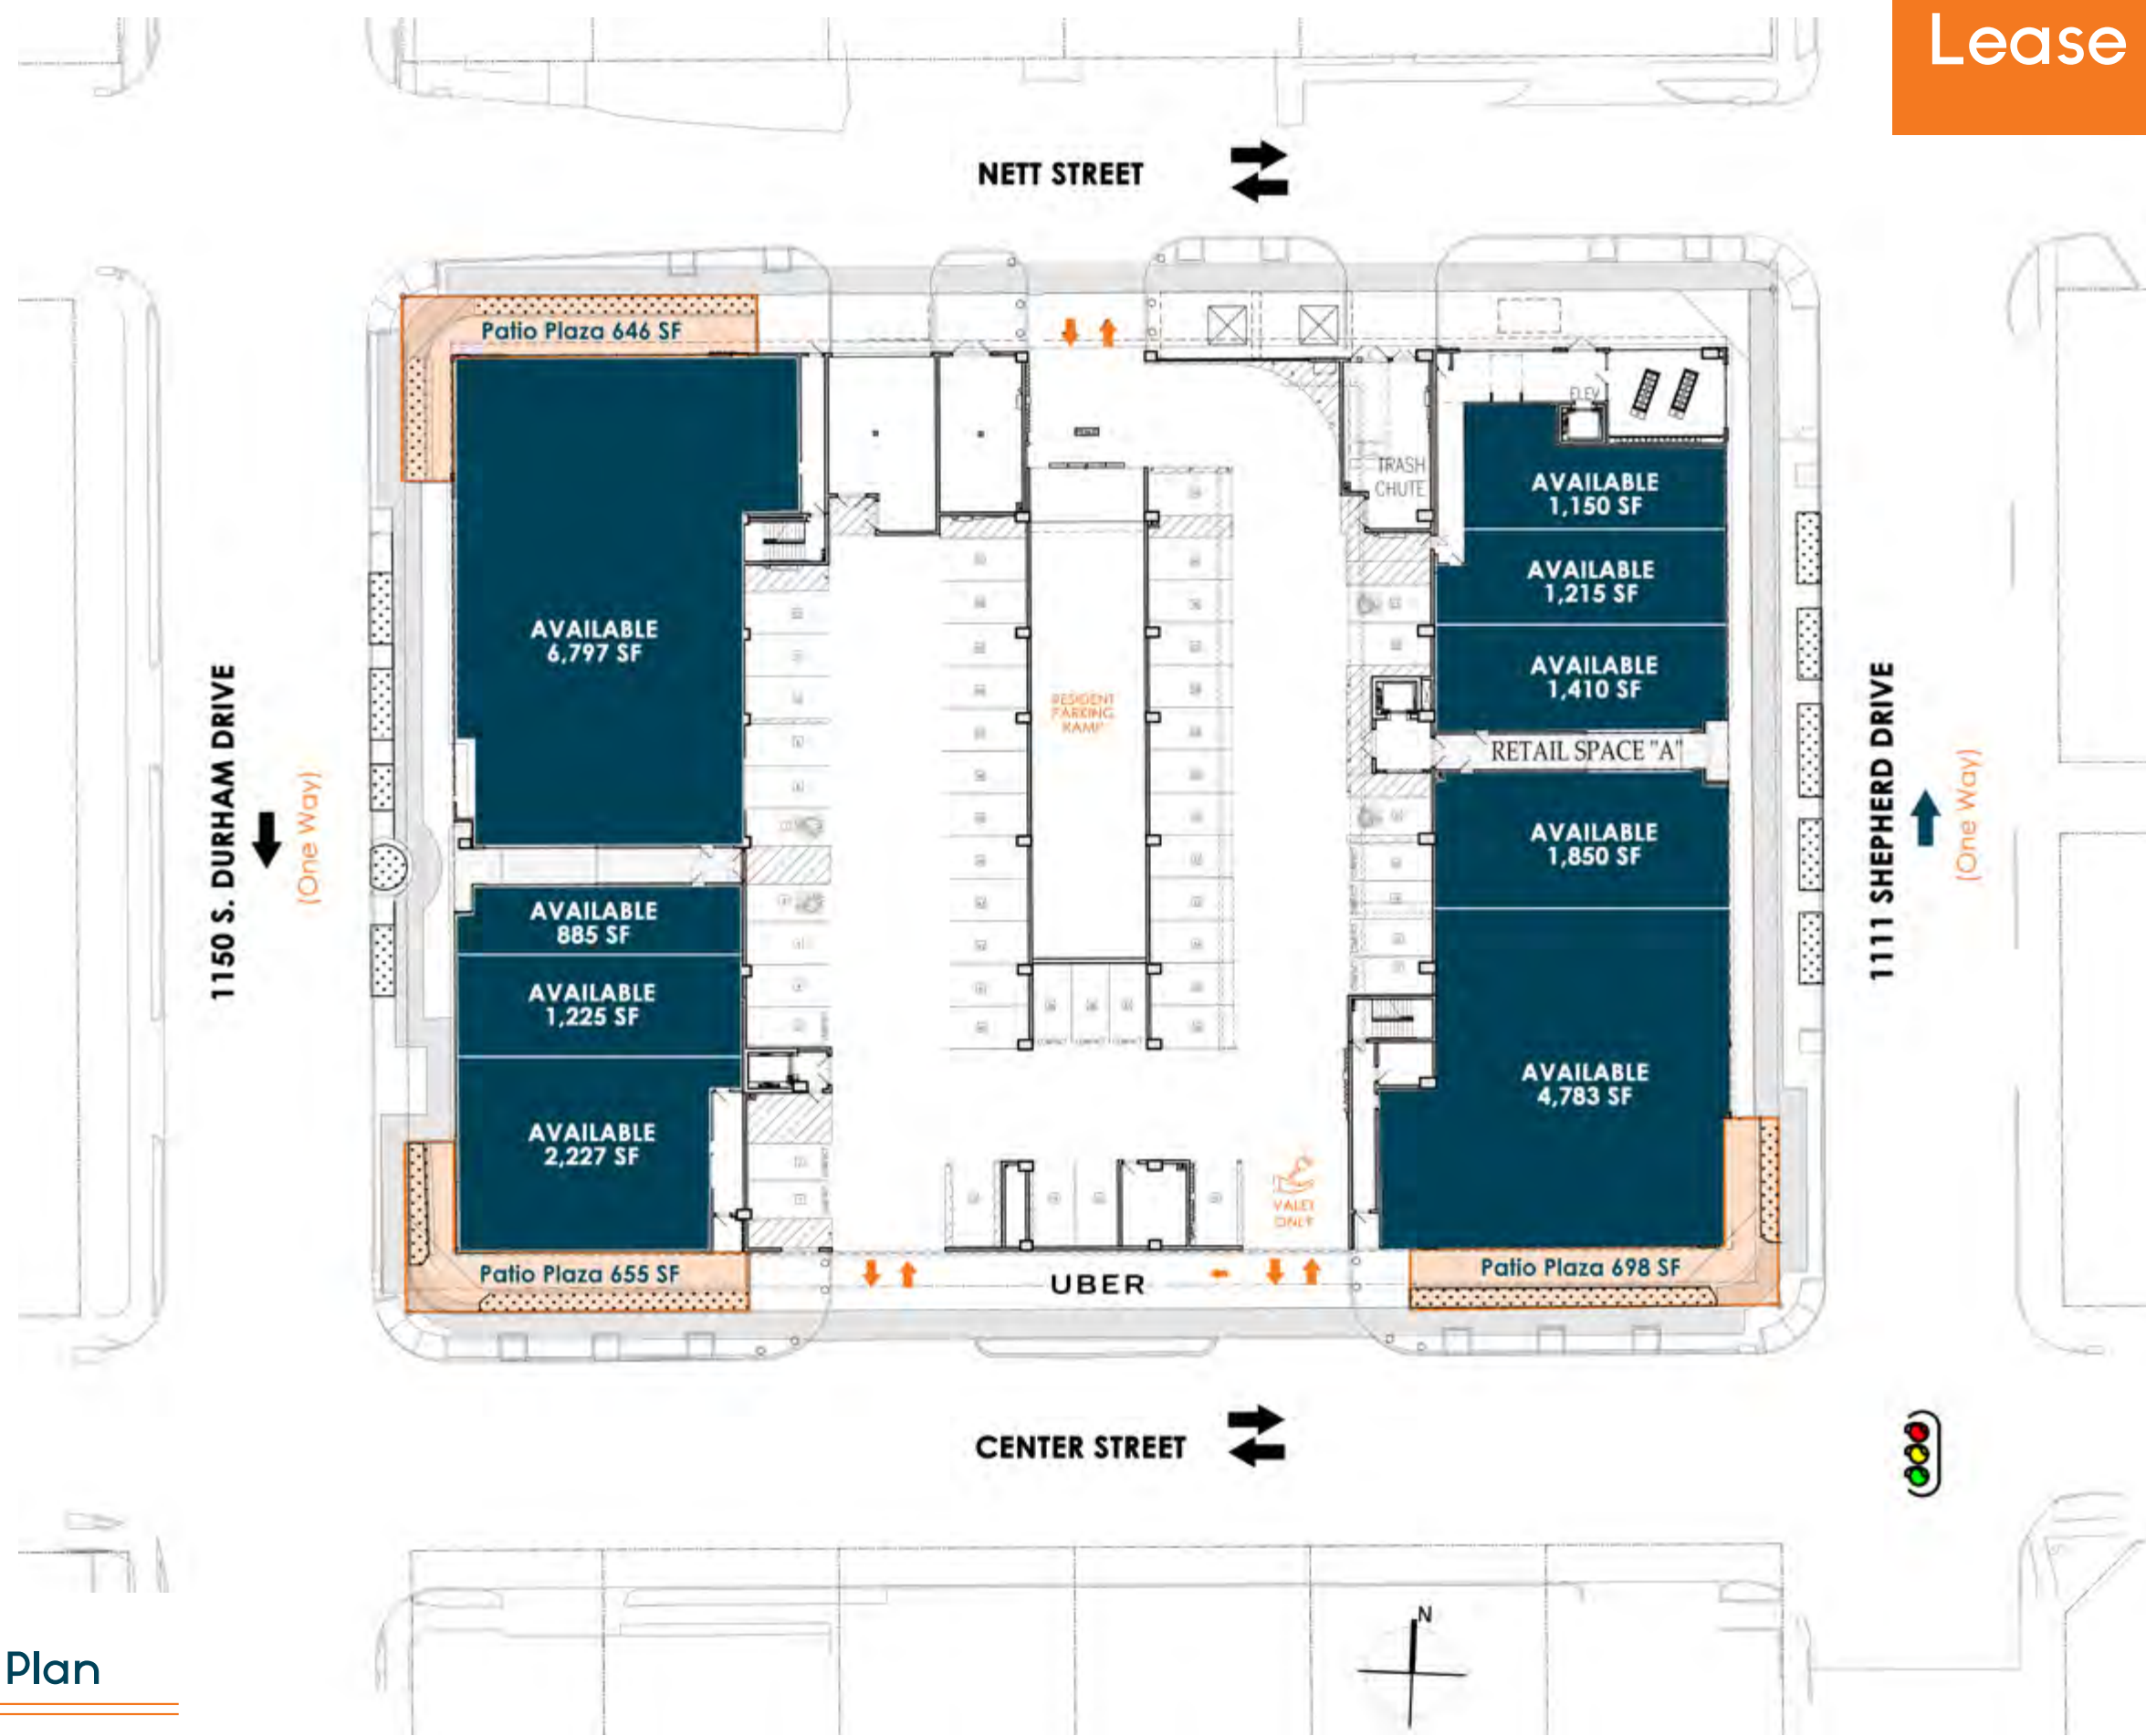 Lease
NETT STREET
Patio Plaza 646 SF
ELEV
TRASH
CHUTE
AVAILABLE
1,150 SF
AVAILABLE
1,215 SF
AVAILABLE
6,797 SF
AVAILABLE
1,410 SF
RESIDENT
PARKING
RAMP
RETAIL SPACE "A"
1150 S. DURHAM DRIVE
(One Way)
1111 SHEPHERD DRIVE
(One Way)
AVAILABLE
1,850 SF
AVAILABLE
885 SF
AVAILABLE
1,225 SF
AVAILABLE
4,783 SF
AVAILABLE
2,227 SF
VALET
ONLY
Patio Plaza 655 SF
UBER
Patio Plaza 698 SF
CENTER STREET
N
Plan